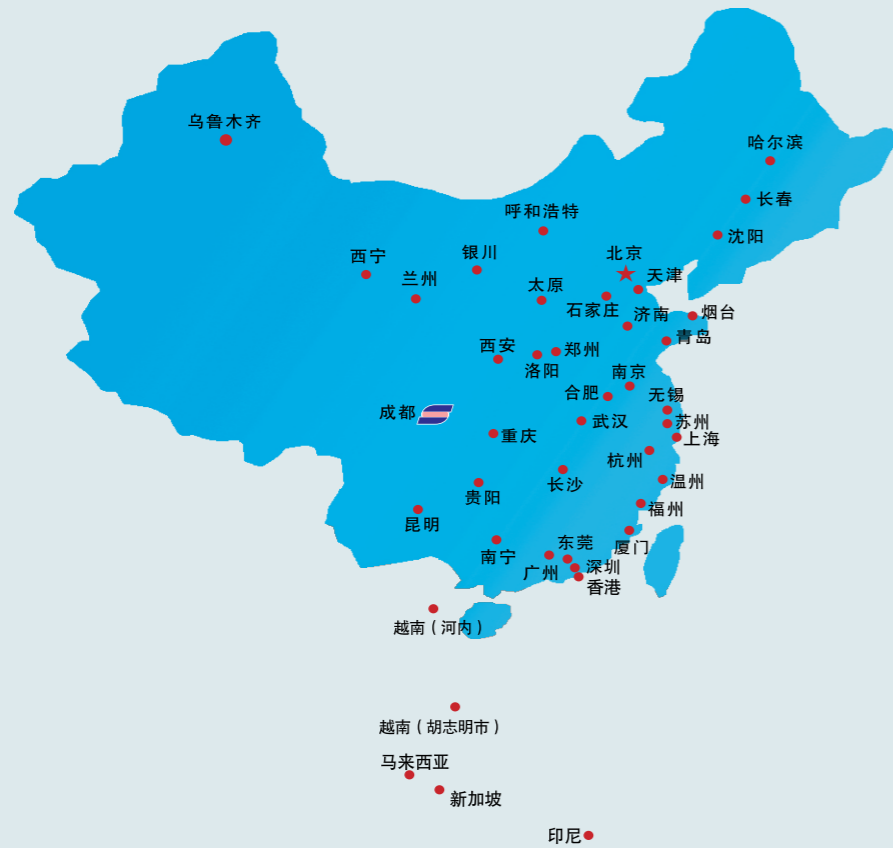 乌鲁木齐
哈尔滨
长春
呼和浩特
沈阳
银川
北京
西宁
天津
兰州
太原
石家庄
烟台
济南
青岛
西安
郑州
洛阳
南京
合肥
无锡
成都
武汉
苏州
重庆
上海
杭州
长沙
温州
贵阳
福州
昆明
东莞
厦门
南宁
广州
深圳
香港
越南(河内)
越南(胡志明市)
马来西亚
新加坡
印尼